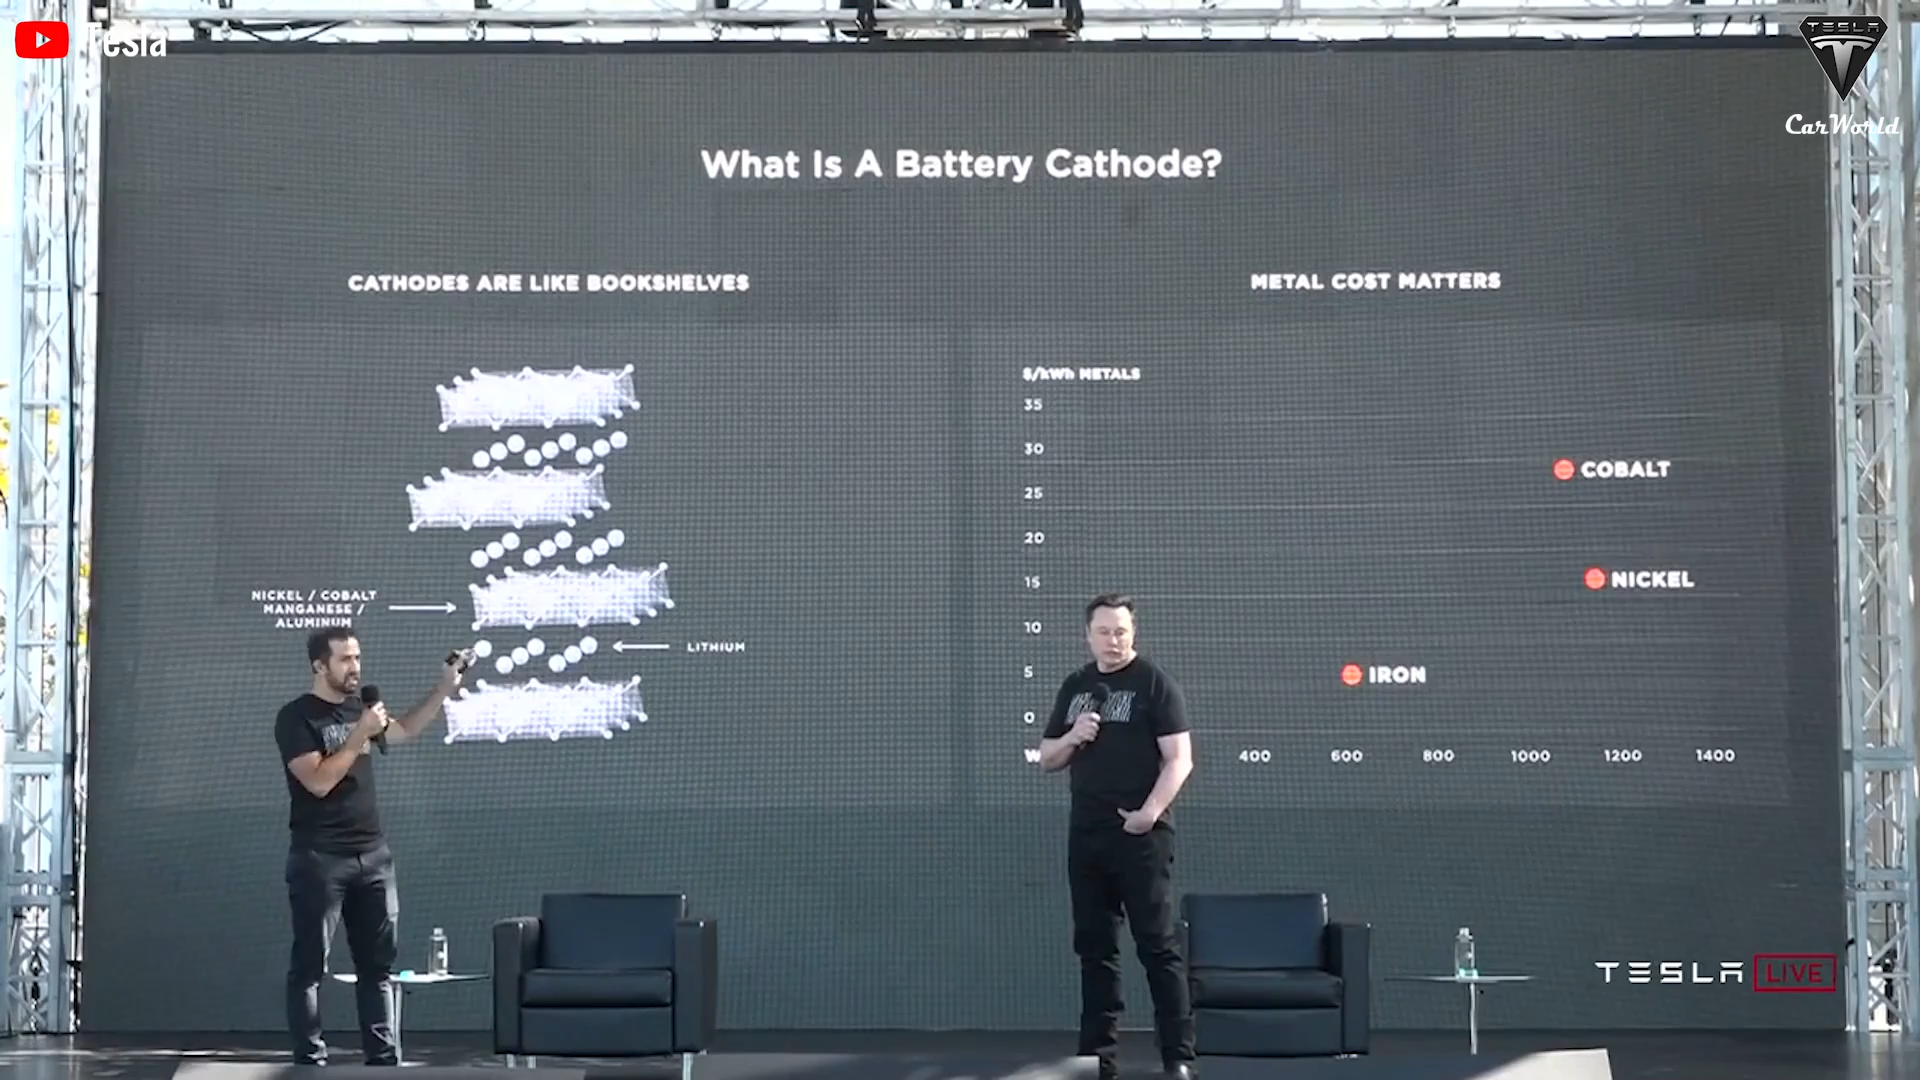 Tesla
TESLA
CarWorld
What Is A Battery Cathode?
CATHODES ARE LIKE BOOKSHELVES
NICKEL / COBALT
MANGANESE /
ALUMINUM
LITHIUM
METAL COST MATTERS
$/kWh METALS
35
30
25
20
15
10
5
0
COBALT
NICKEL
IRON
400 600 800 1000 1200 1400
TESLA LIVE